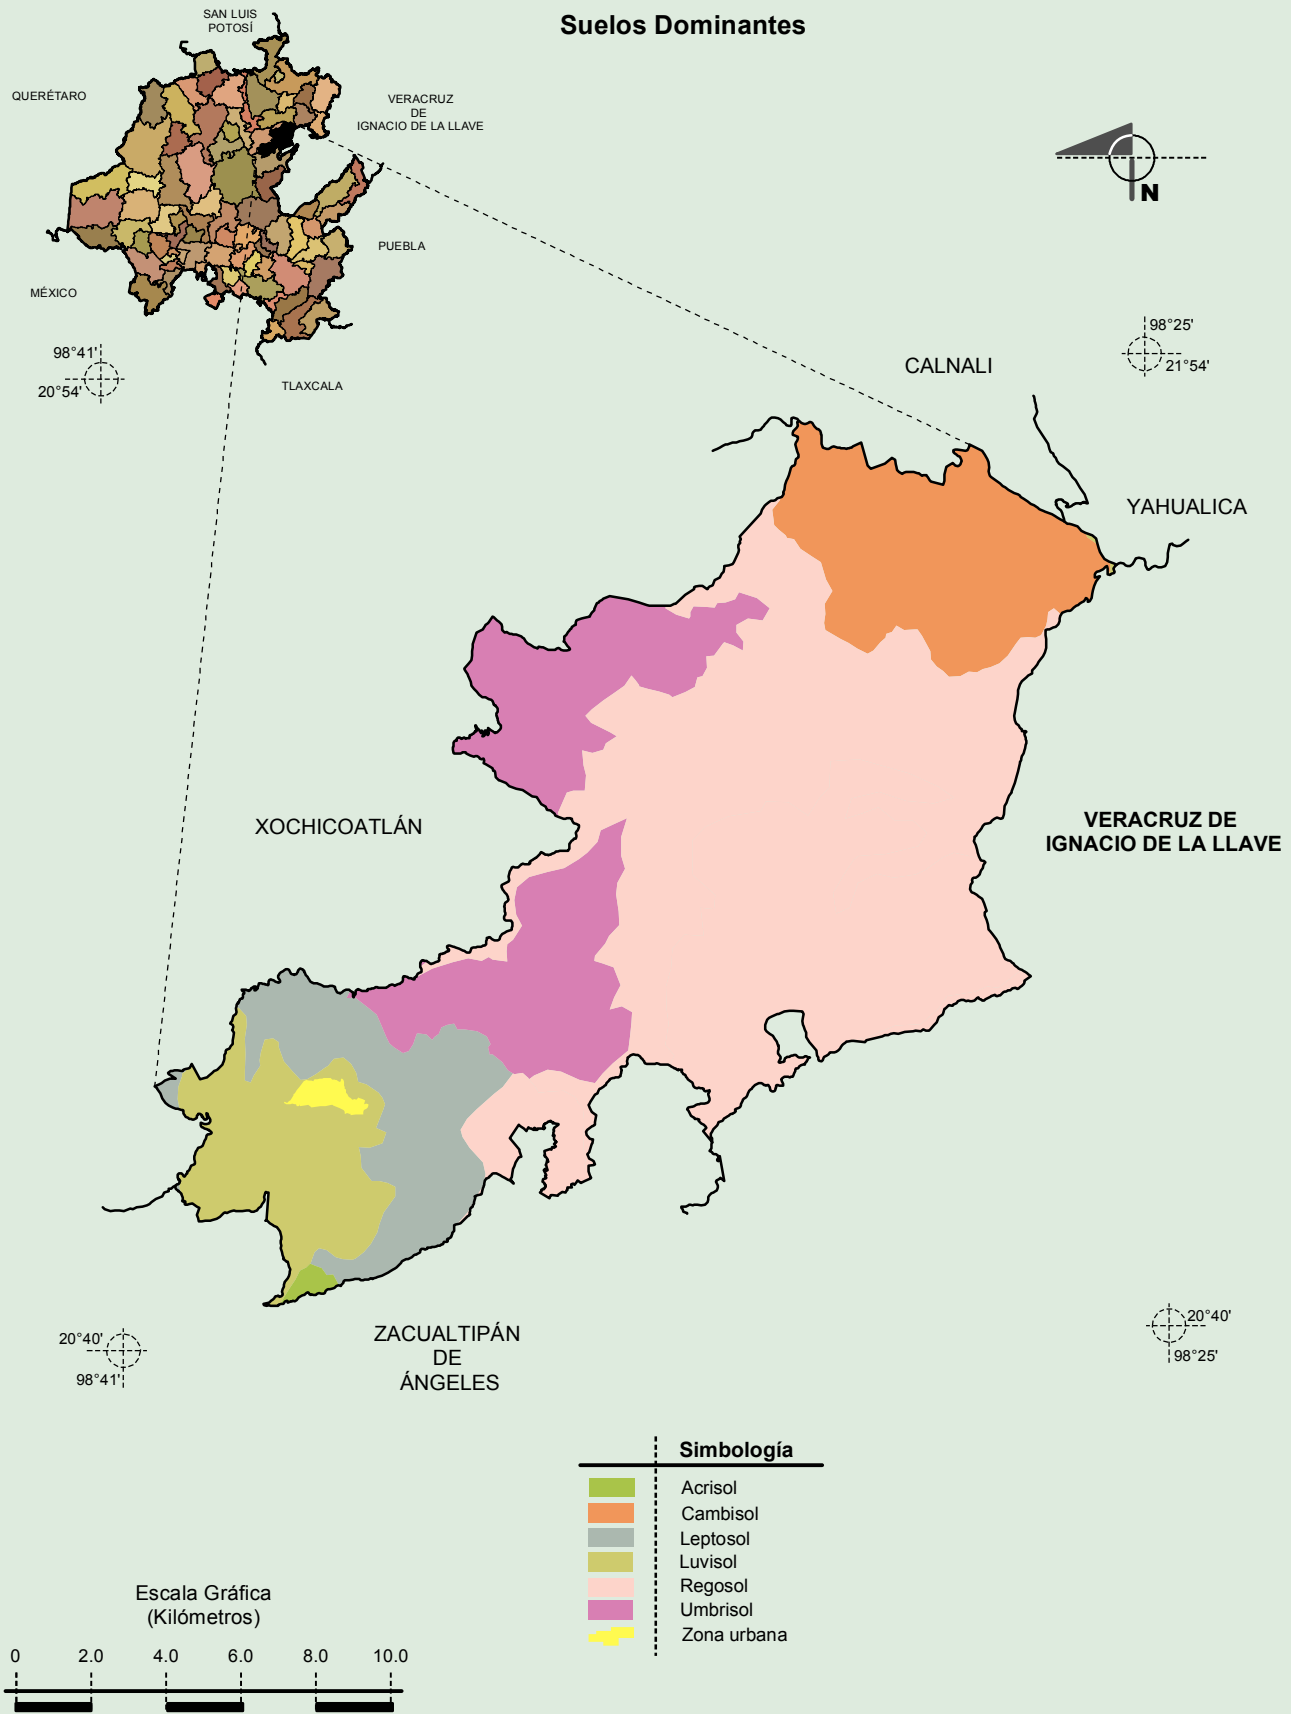 Suelos Dominantes
SAN LUIS
POTOSÍ
QUERÉTARO
VERACRUZ
DE
IGNACIO DE LA LLAVE
PUEBLA
MÉXICO
TLAXCALA
N
98°41'
20°54'
98°25'
21°54'
CALNALI
YAHUALICA
XOCHICOATLÁN
VERACRUZ DE
IGNACIO DE LA LLAVE
ZACUALTIPÁN
DE
ÁNGELES
20°40'
98°41'
20°40'
98°25'
Simbología
Acrisol
Cambisol
Leptosol
Luvisol
Regosol
Umbrisol
Zona urbana
Escala Gráfica
(Kilómetros)
0 2.0 4.0 6.0 8.0 10.0